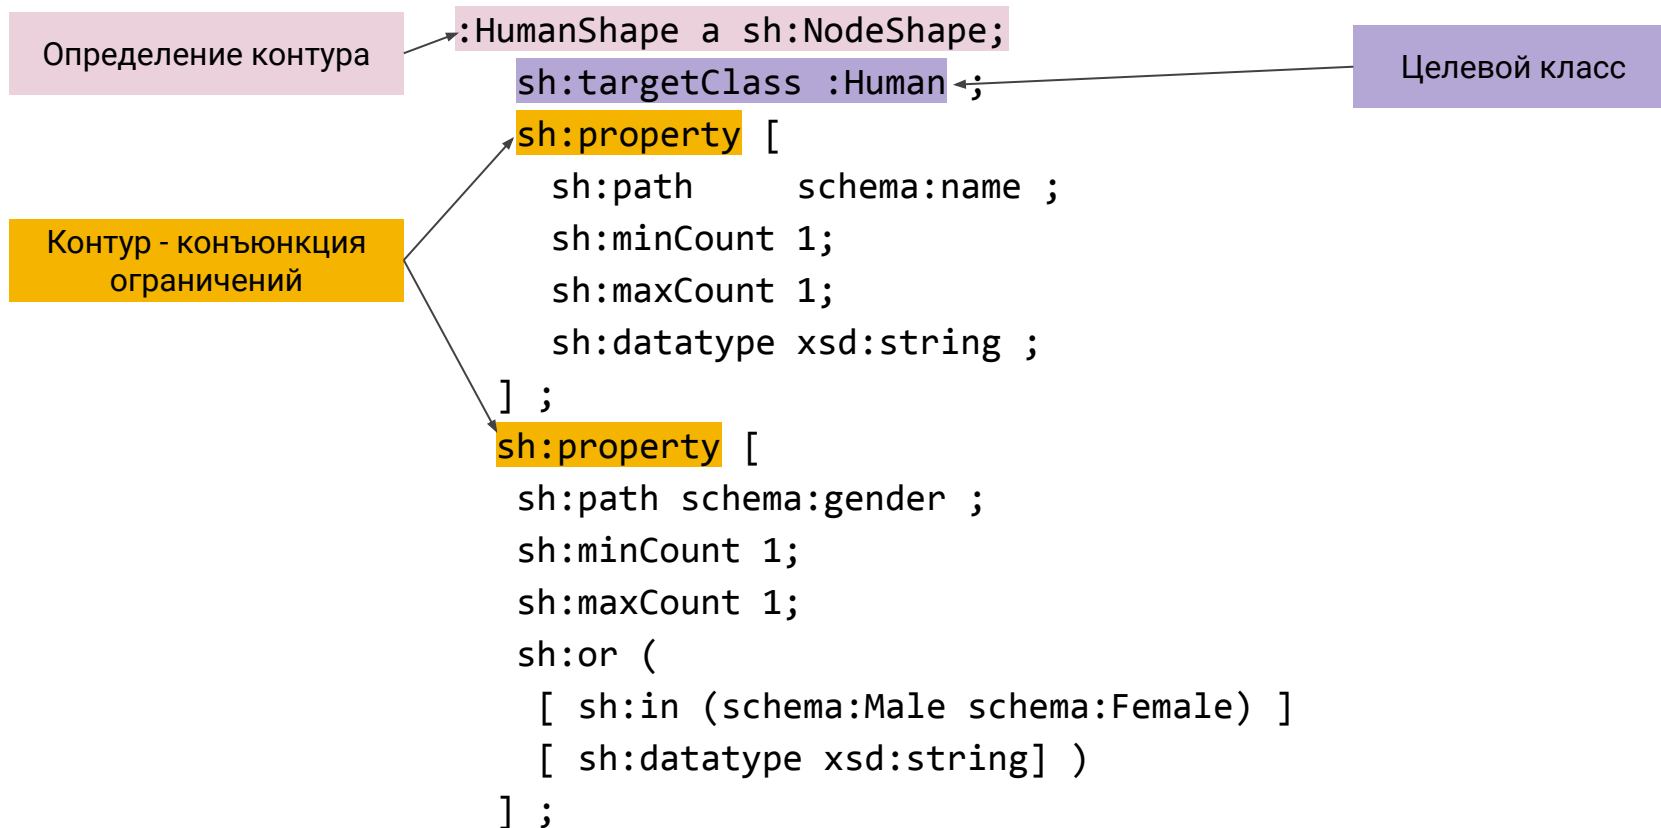 Определение контура
:HumanShape a sh:NodeShape;
Целевой класс
sh:targetClass :Human ;
sh:property [
sh:path schema:name ;
Контур - конъюнкция
ограничений
sh:minCount 1;
sh:maxCount 1;
sh:datatype xsd:string ;
] ;
sh:property [
sh:path schema:gender ;
sh:minCount 1;
sh:maxCount 1;
sh:or (
[ sh:in (schema:Male schema:Female) ]
[ sh:datatype xsd:string] )
] ;